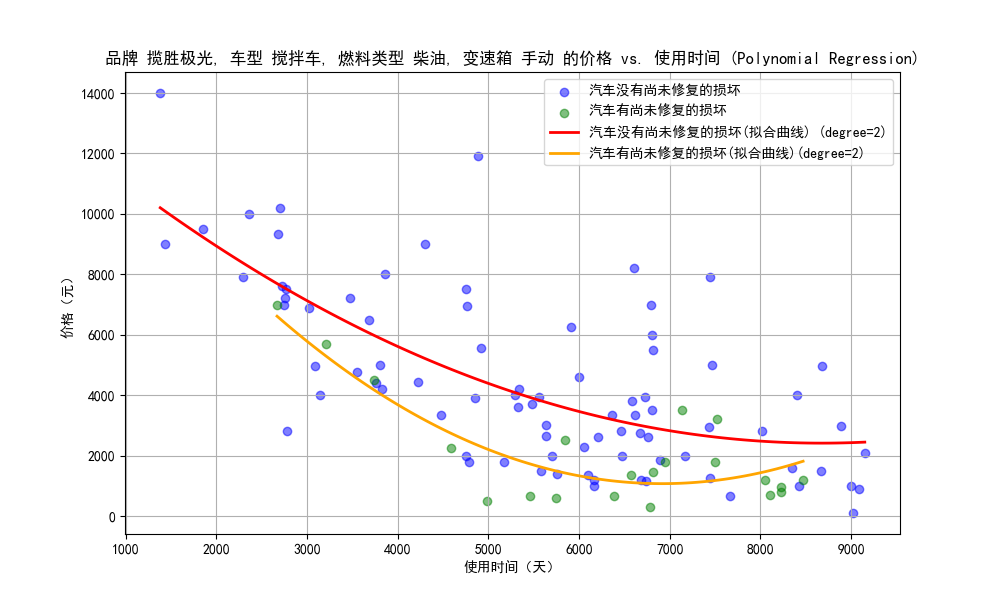 品牌 揽胜极光, 车型 搅拌车, 燃料类型 柴油, 变速箱 手动 的价格 vs. 使用时间 (Polynomial Regression)
汽车没有尚未修复的损坏
汽车有尚未修复的损坏
汽车没有尚未修复的损坏(拟合曲线) (degree=2)
汽车有尚未修复的损坏(拟合曲线)(degree=2)
价格（元）
14000
12000
10000
8000
6000
4000
2000
0
1000 2000 3000 4000 5000 6000 7000 8000 9000
使用时间（天）